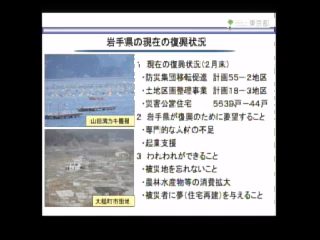 東京都
岩手県の現在の復興状況
1 現在の復興状況(2月末)
・防災集団移転促進 計画55-2地区
・土地区画整理事業 計画18-3地区
・災害公営住宅 5639戸-44戸
2 岩手県が復興のために要望すること
・専門的な人材の不足
・起業支援
3 われわれができること
・被災地を忘れないこと
・農林水産物等の消費拡大
・被災者に夢(住宅再建)を与えること
山田湾カキ養殖
大槌町市街地